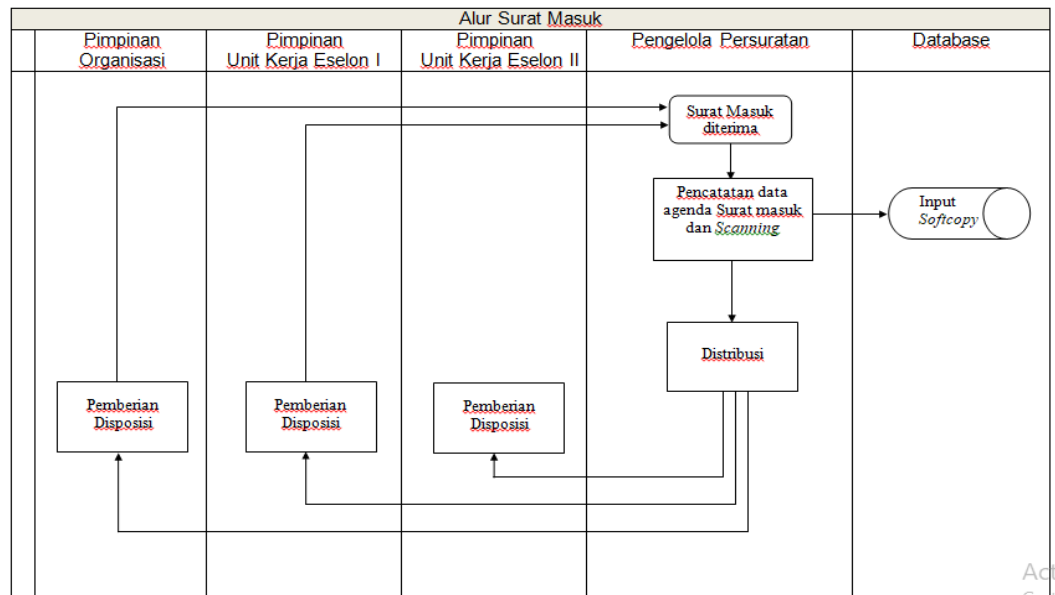 Alur Surat Masuk
Pimpinan
Organisasi
Pimpinan
Unit Kerja Eselon I
Pimpinan
Unit Kerja Eselon II
Pengelola Persuratan
Database
Surat Masuk
diterima
Pencatatan data
agenda Surat masuk
dan Scanning
Input
Softcopy
Distribusi
Pemberian
Disposisi
Pemberian
Disposisi
Pemberian
Disposisi